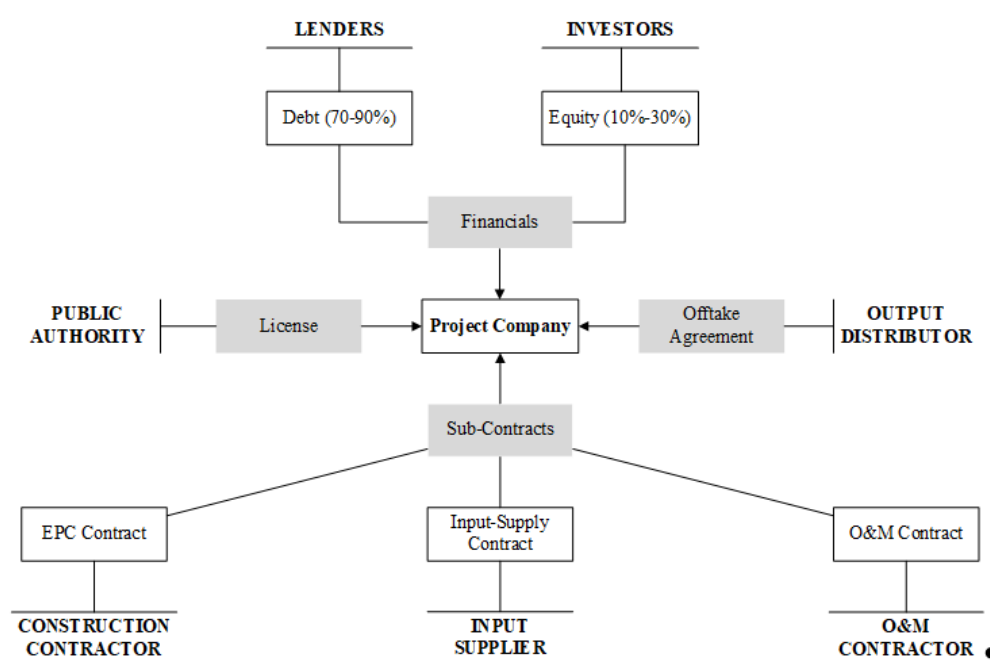 LENDERS
INVESTORS
Debt (70-90%)
Equity (10%-30%)
Financials
PUBLIC
AUTHORITY
License
Project Company
Offtake
Agreement
OUTPUT
DISTRIBUTOR
Sub-Contracts
EPC Contract
Input-Supply
Contract
O&M Contract
CONSTRUCTION
CONTRACTOR
INPUT
SUPPLIER
O&M
CONTRACTOR